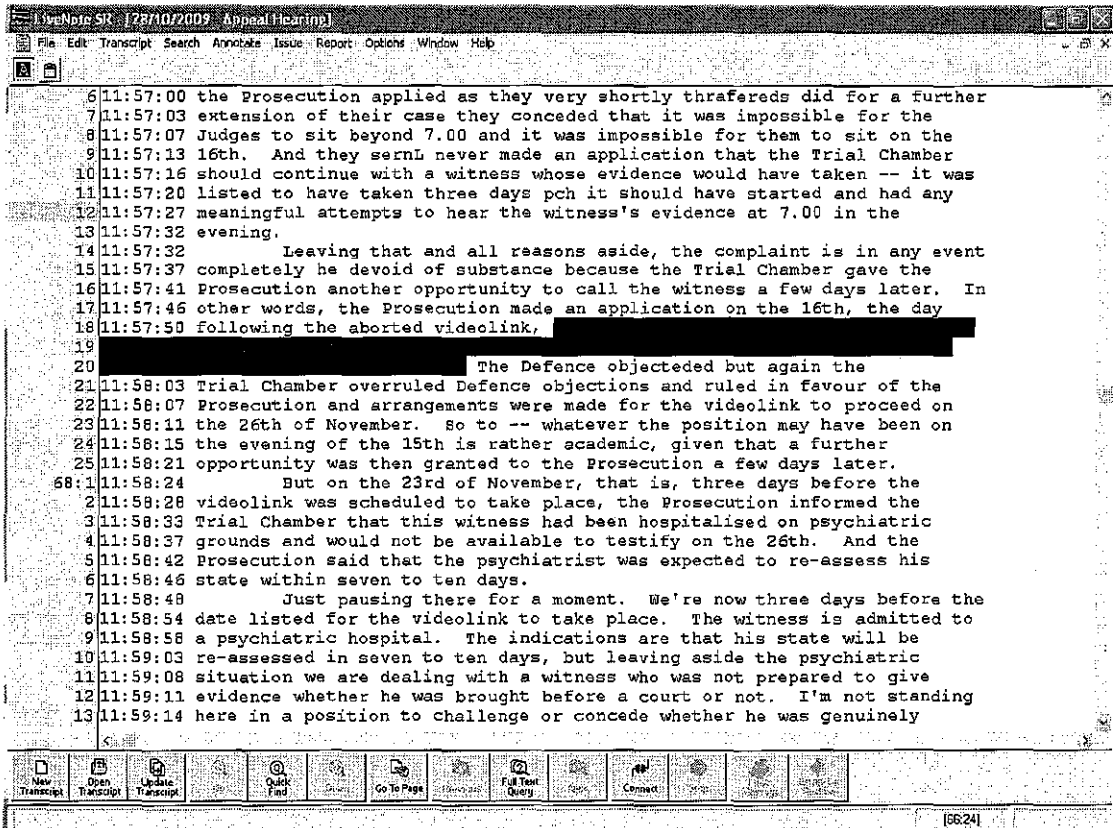 LiveNote SR - [28/10/2009 - Appeal Hearing]
File Edit Transcript Search Annotate Issue Report Options Window Help
6 11:57:00 the Prosecution applied as they very shortly thrafereds did for a further
7 11:57:03 extension of their case they conceded that it was impossible for the
8 11:57:07 Judges to sit beyond 7.00 and it was impossible for them to sit on the
9 11:57:13 16th. And they sernL never made an application that the Trial Chamber
10 11:57:16 should continue with a witness whose evidence would have taken -- it was
11 11:57:20 listed to have taken three days pch it should have started and had any
12 11:57:27 meaningful attempts to hear the witness's evidence at 7.00 in the
13 11:57:32 evening.
14 11:57:32 Leaving that and all reasons aside, the complaint is in any event
15 11:57:37 completely he devoid of substance because the Trial Chamber gave the
16 11:57:41 Prosecution another opportunity to call the witness a few days later. In
17 11:57:46 other words, the Prosecution made an application on the 16th, the day
18 11:57:50 following the aborted videolink,
19
20 The Defence objecteded but again the
21 11:58:03 Trial Chamber overruled Defence objections and ruled in favour of the
22 11:58:07 Prosecution and arrangements were made for the videolink to proceed on
23 11:58:11 the 26th of November. So to -- whatever the position may have been on
24 11:58:15 the evening of the 15th is rather academic, given that a further
25 11:58:21 opportunity was then granted to the Prosecution a few days later.
68:1 11:58:24 But on the 23rd of November, that is, three days before the
2 11:58:28 videolink was scheduled to take place, the Prosecution informed the
3 11:58:33 Trial Chamber that this witness had been hospitalised on psychiatric
4 11:58:37 grounds and would not be available to testify on the 26th. And the
5 11:58:42 Prosecution said that the psychiatrist was expected to re-assess his
6 11:58:46 state within seven to ten days.
7 11:58:48 Just pausing there for a moment. We're now three days before the
8 11:58:54 date listed for the videolink to take place. The witness is admitted to
9 11:58:58 a psychiatric hospital. The indications are that his state will be
10 11:59:03 re-assessed in seven to ten days, but leaving aside the psychiatric
11 11:59:08 situation we are dealing with a witness who was not prepared to give
12 11:59:11 evidence whether he was brought before a court or not. I'm not standing
13 11:59:14 here in a position to challenge or concede whether he was genuinely
New Transcript Open Transcript Update Transcript Quick Find Go To Page Full Text Query Connect
[66:24]